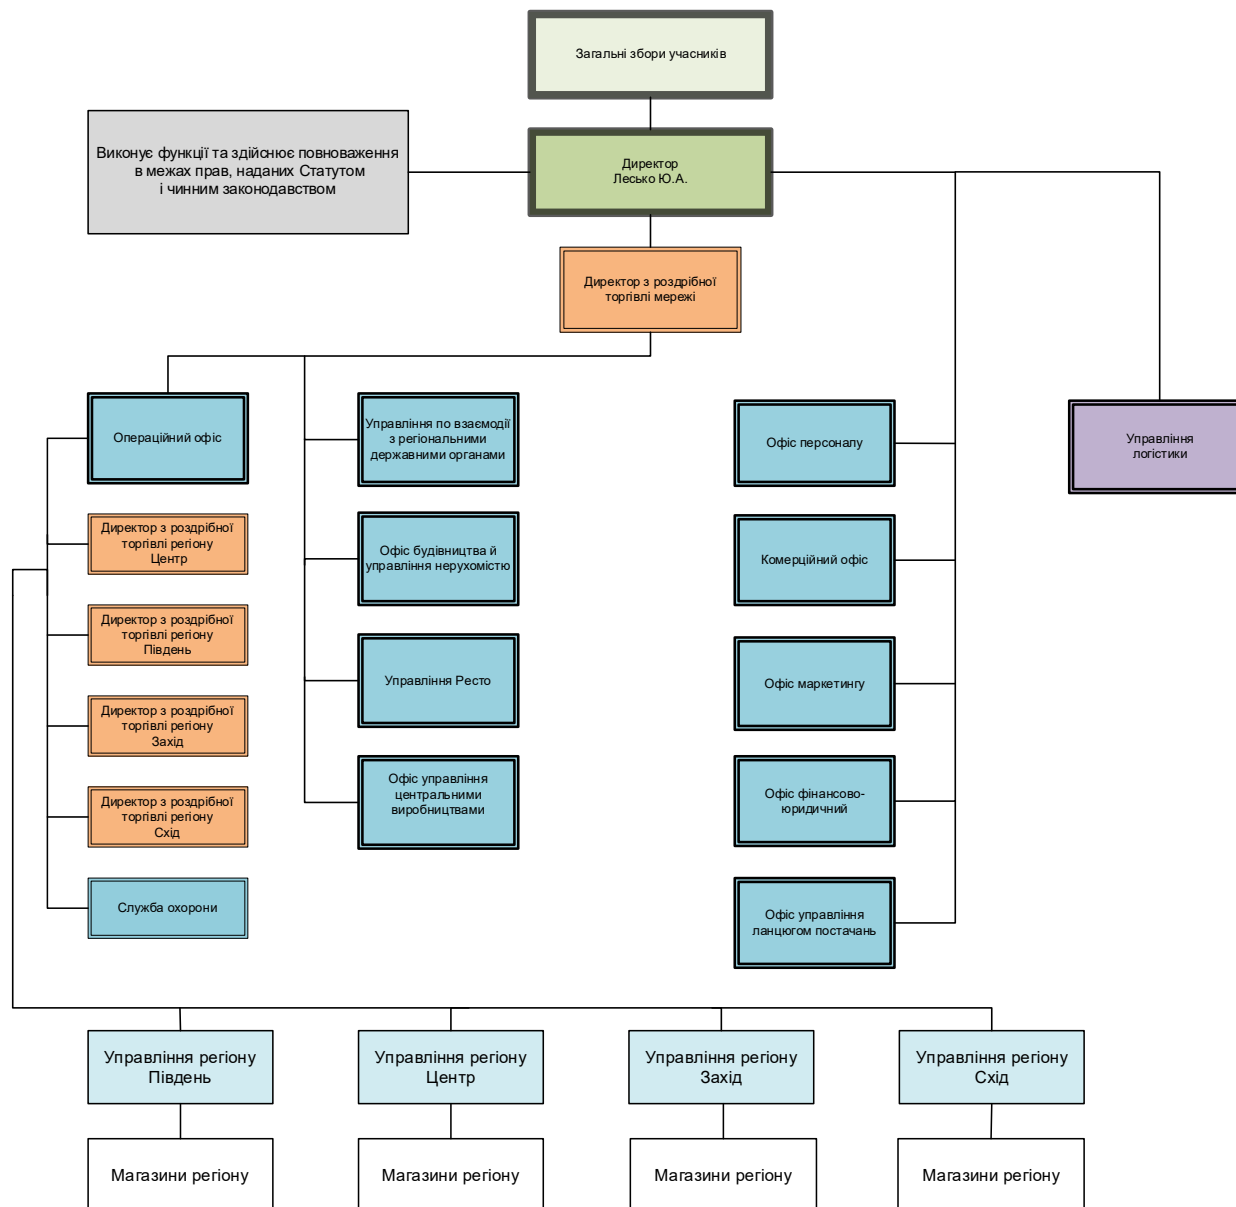 Загальні збори учасників
Виконує функції та здійснює повноваження
в межах прав, наданих Статутом
і чинним законодавством
Директор
Лесько Ю.А.
Директор з роздрібної
торгівлі мережі
Операційний офіс
Управління по взаємодії
з регіональними
державними органами
Офіс персоналу
Управління
логістики
Директор з роздрібної
торгівлі регіону
Центр
Офіс будівництва й
управління нерухомістю
Комерційний офіс
Директор з роздрібної
торгівлі регіону
Південь
Управління Ресто
Офіс маркетингу
Директор з роздрібної
торгівлі регіону
Захід
Офіс управління
центральними
виробництвами
Офіс фінансово-
юридичний
Директор з роздрібної
торгівлі регіону
Схід
Служба охорони
Офіс управління
ланцюгом постачань
Управління регіону
Південь
Управління регіону
Центр
Управління регіону
Захід
Управління регіону
Схід
Магазини регіону
Магазини регіону
Магазини регіону
Магазини регіону